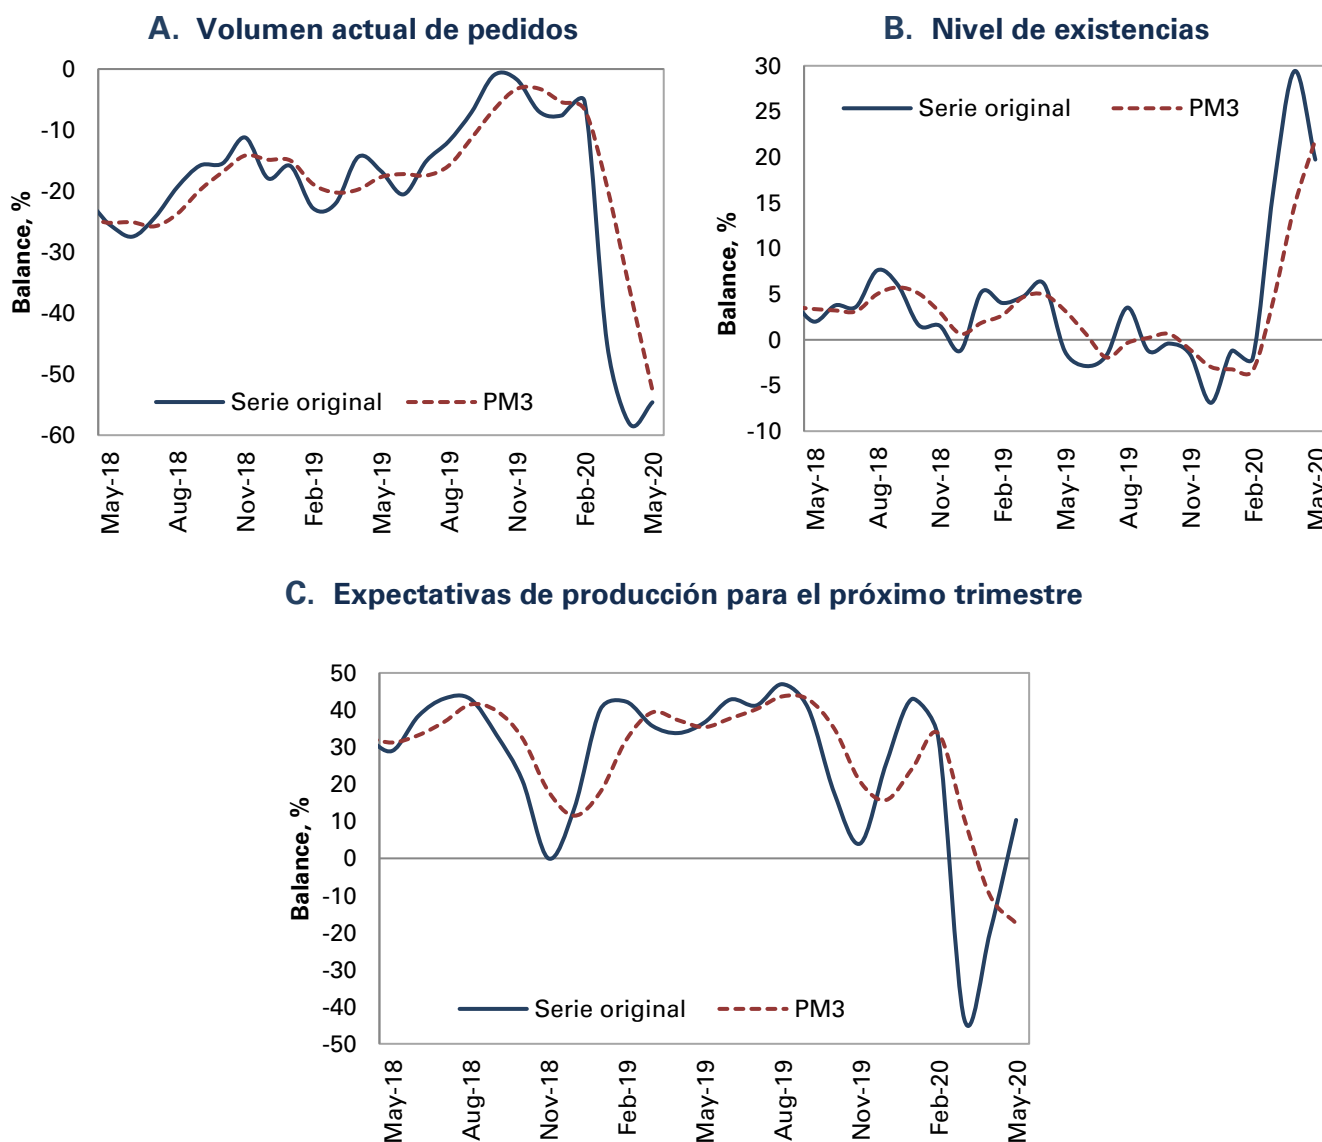 A. Volumen actual de pedidos
0
-10
-20
-30
-40
-50
-60
Balance, %
Serie original
PM3
May-18
Aug-18
Nov-18
Feb-19
May-19
Aug-19
Nov-19
Feb-20
May-20
B. Nivel de existencias
30
25
20
15
10
5
0
-5
-10
Balance, %
Serie original
PM3
May-18
Aug-18
Nov-18
Feb-19
May-19
Aug-19
Nov-19
Feb-20
May-20
C. Expectativas de producción para el próximo trimestre
50
40
30
20
10
0
-10
-20
-30
-40
-50
Balance, %
Serie original
PM3
May-18
Aug-18
Nov-18
Feb-19
May-19
Aug-19
Nov-19
Feb-20
May-20